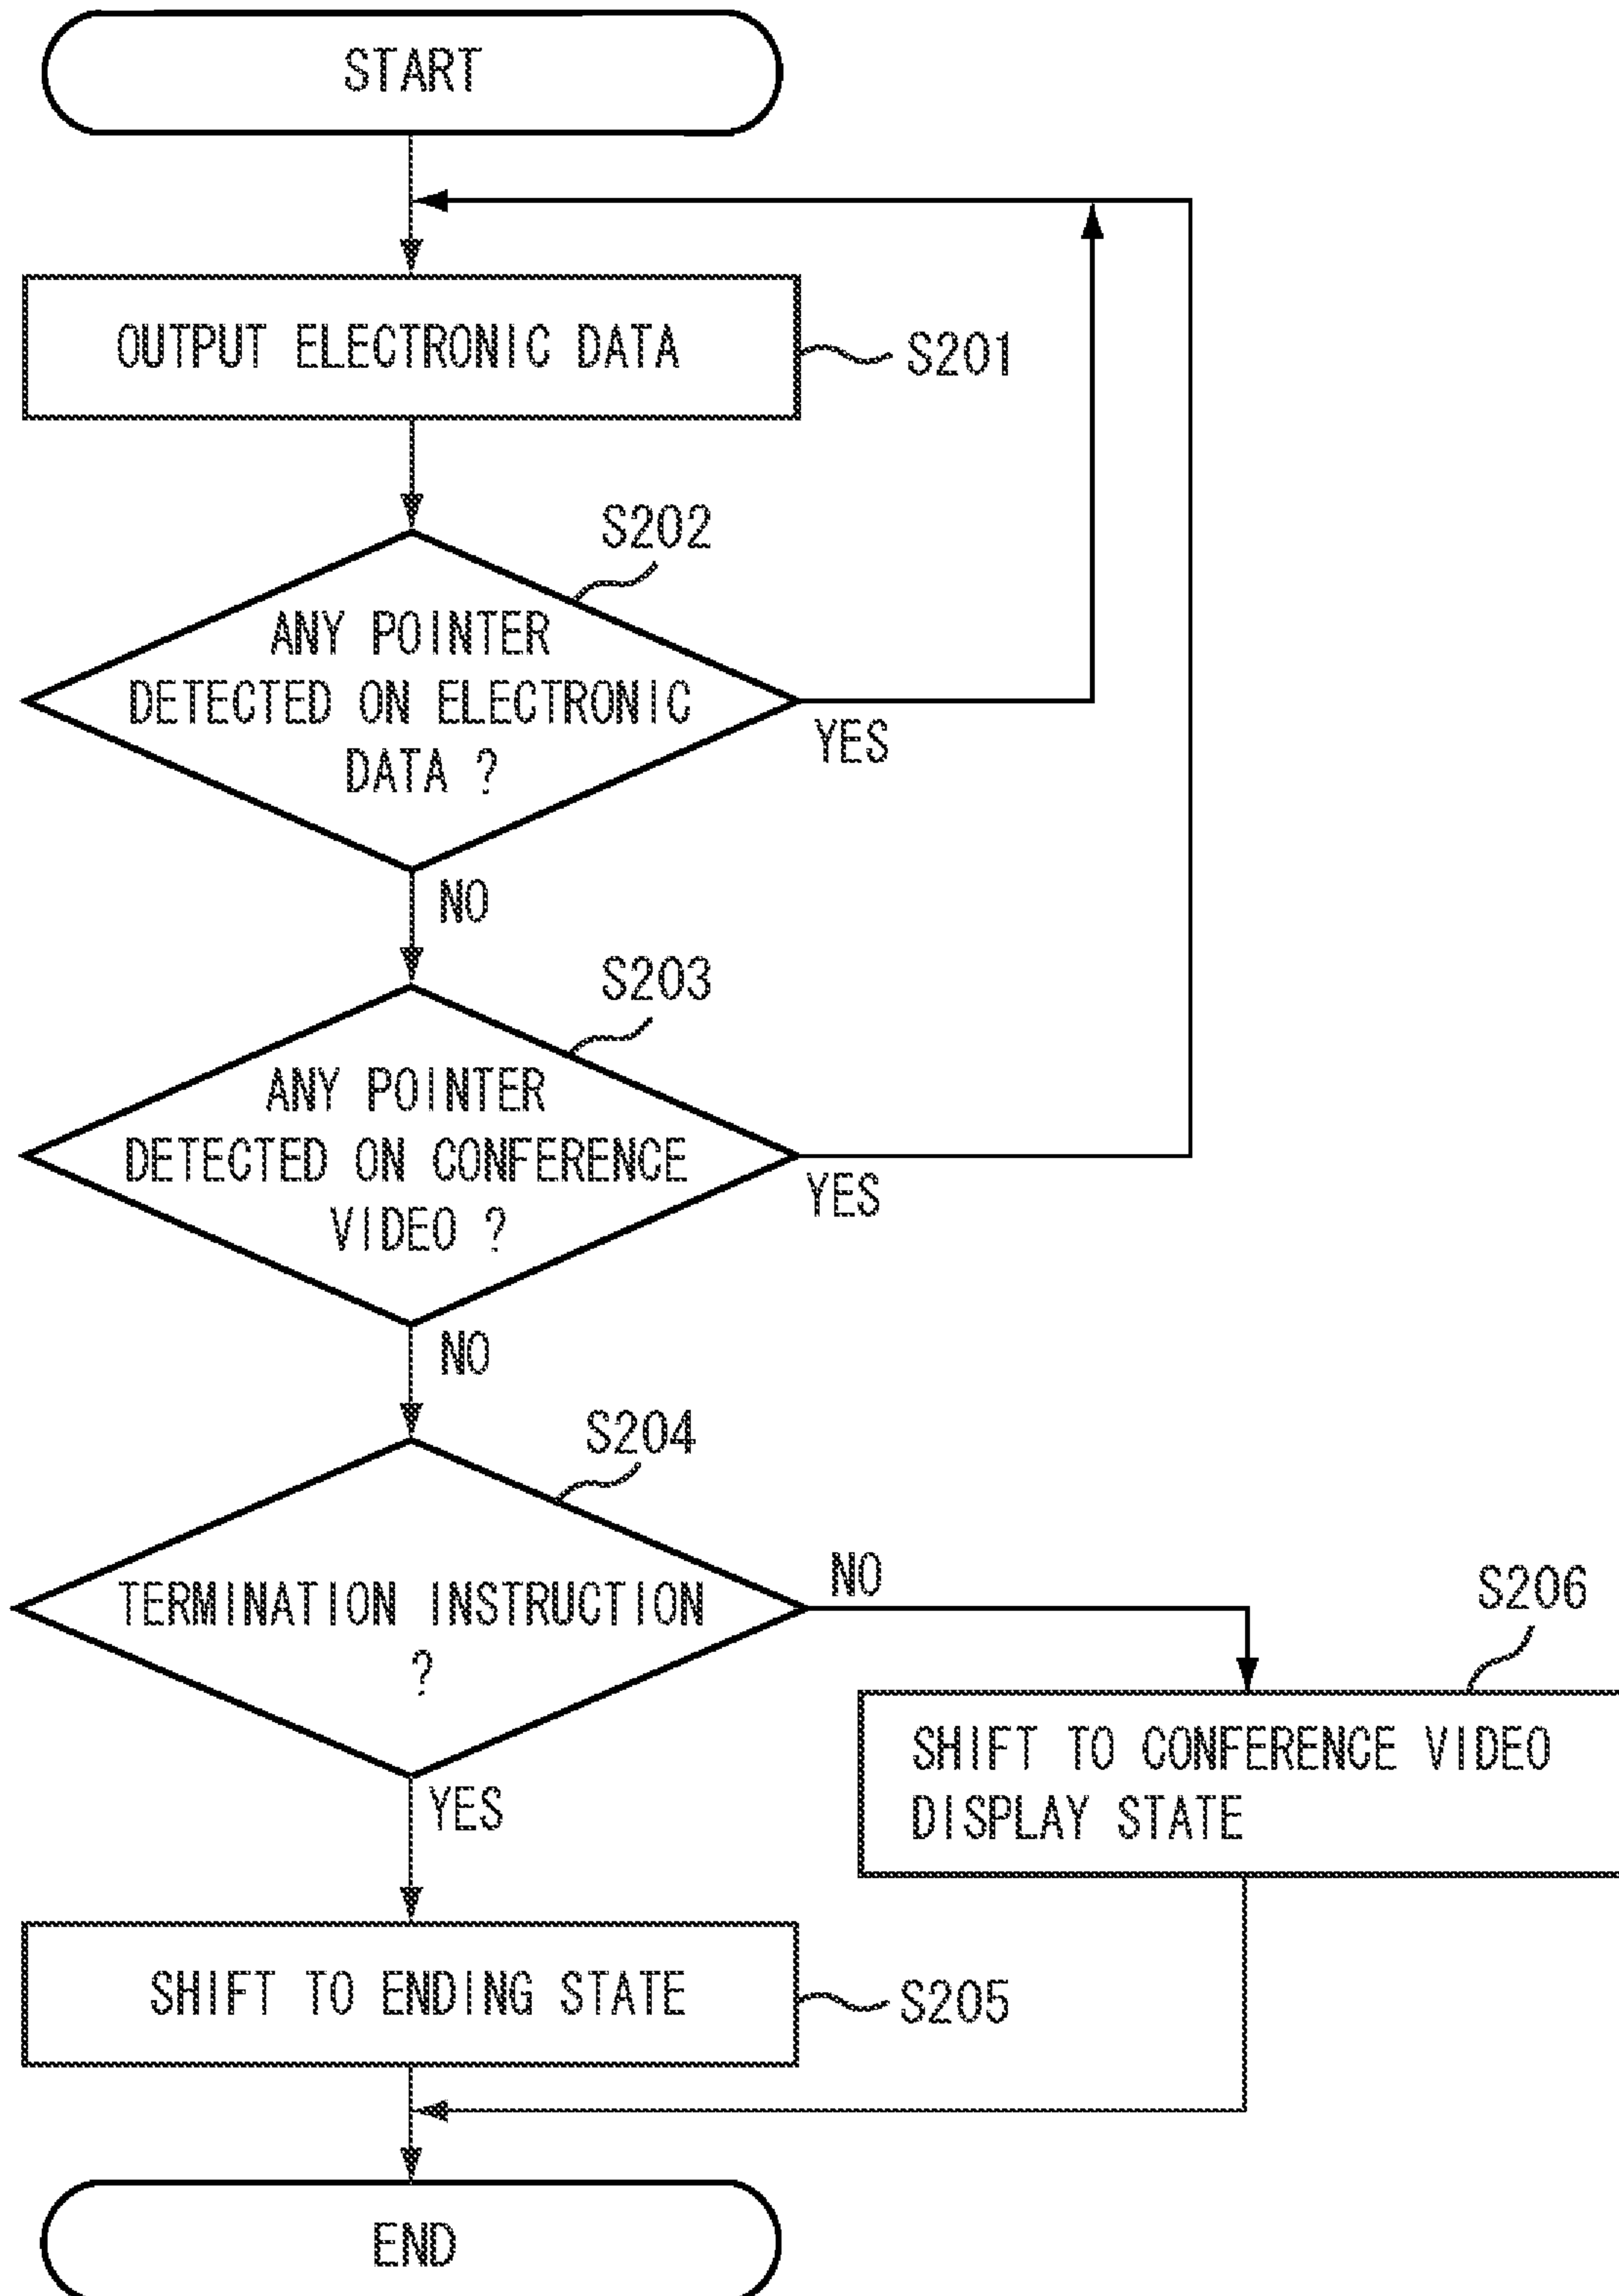 START
OUTPUT ELECTRONIC DATA
S201
S202
ANY POINTER
DETECTED ON ELECTRONIC
DATA ?
YES
NO
S203
ANY POINTER
DETECTED ON CONFERENCE
VIDEO ?
YES
NO
S204
TERMINATION INSTRUCTION
?
NO
YES
S206
SHIFT TO CONFERENCE VIDEO
DISPLAY STATE
SHIFT TO ENDING STATE
S205
END